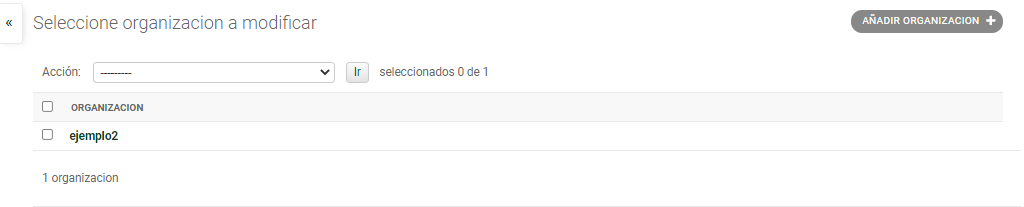 «
Seleccione organizacion a modificar
AÑADIR ORGANIZACION +
Acción: --------- Ir seleccionados 0 de 1
ORGANIZACION
ejemplo2
1 organizacion